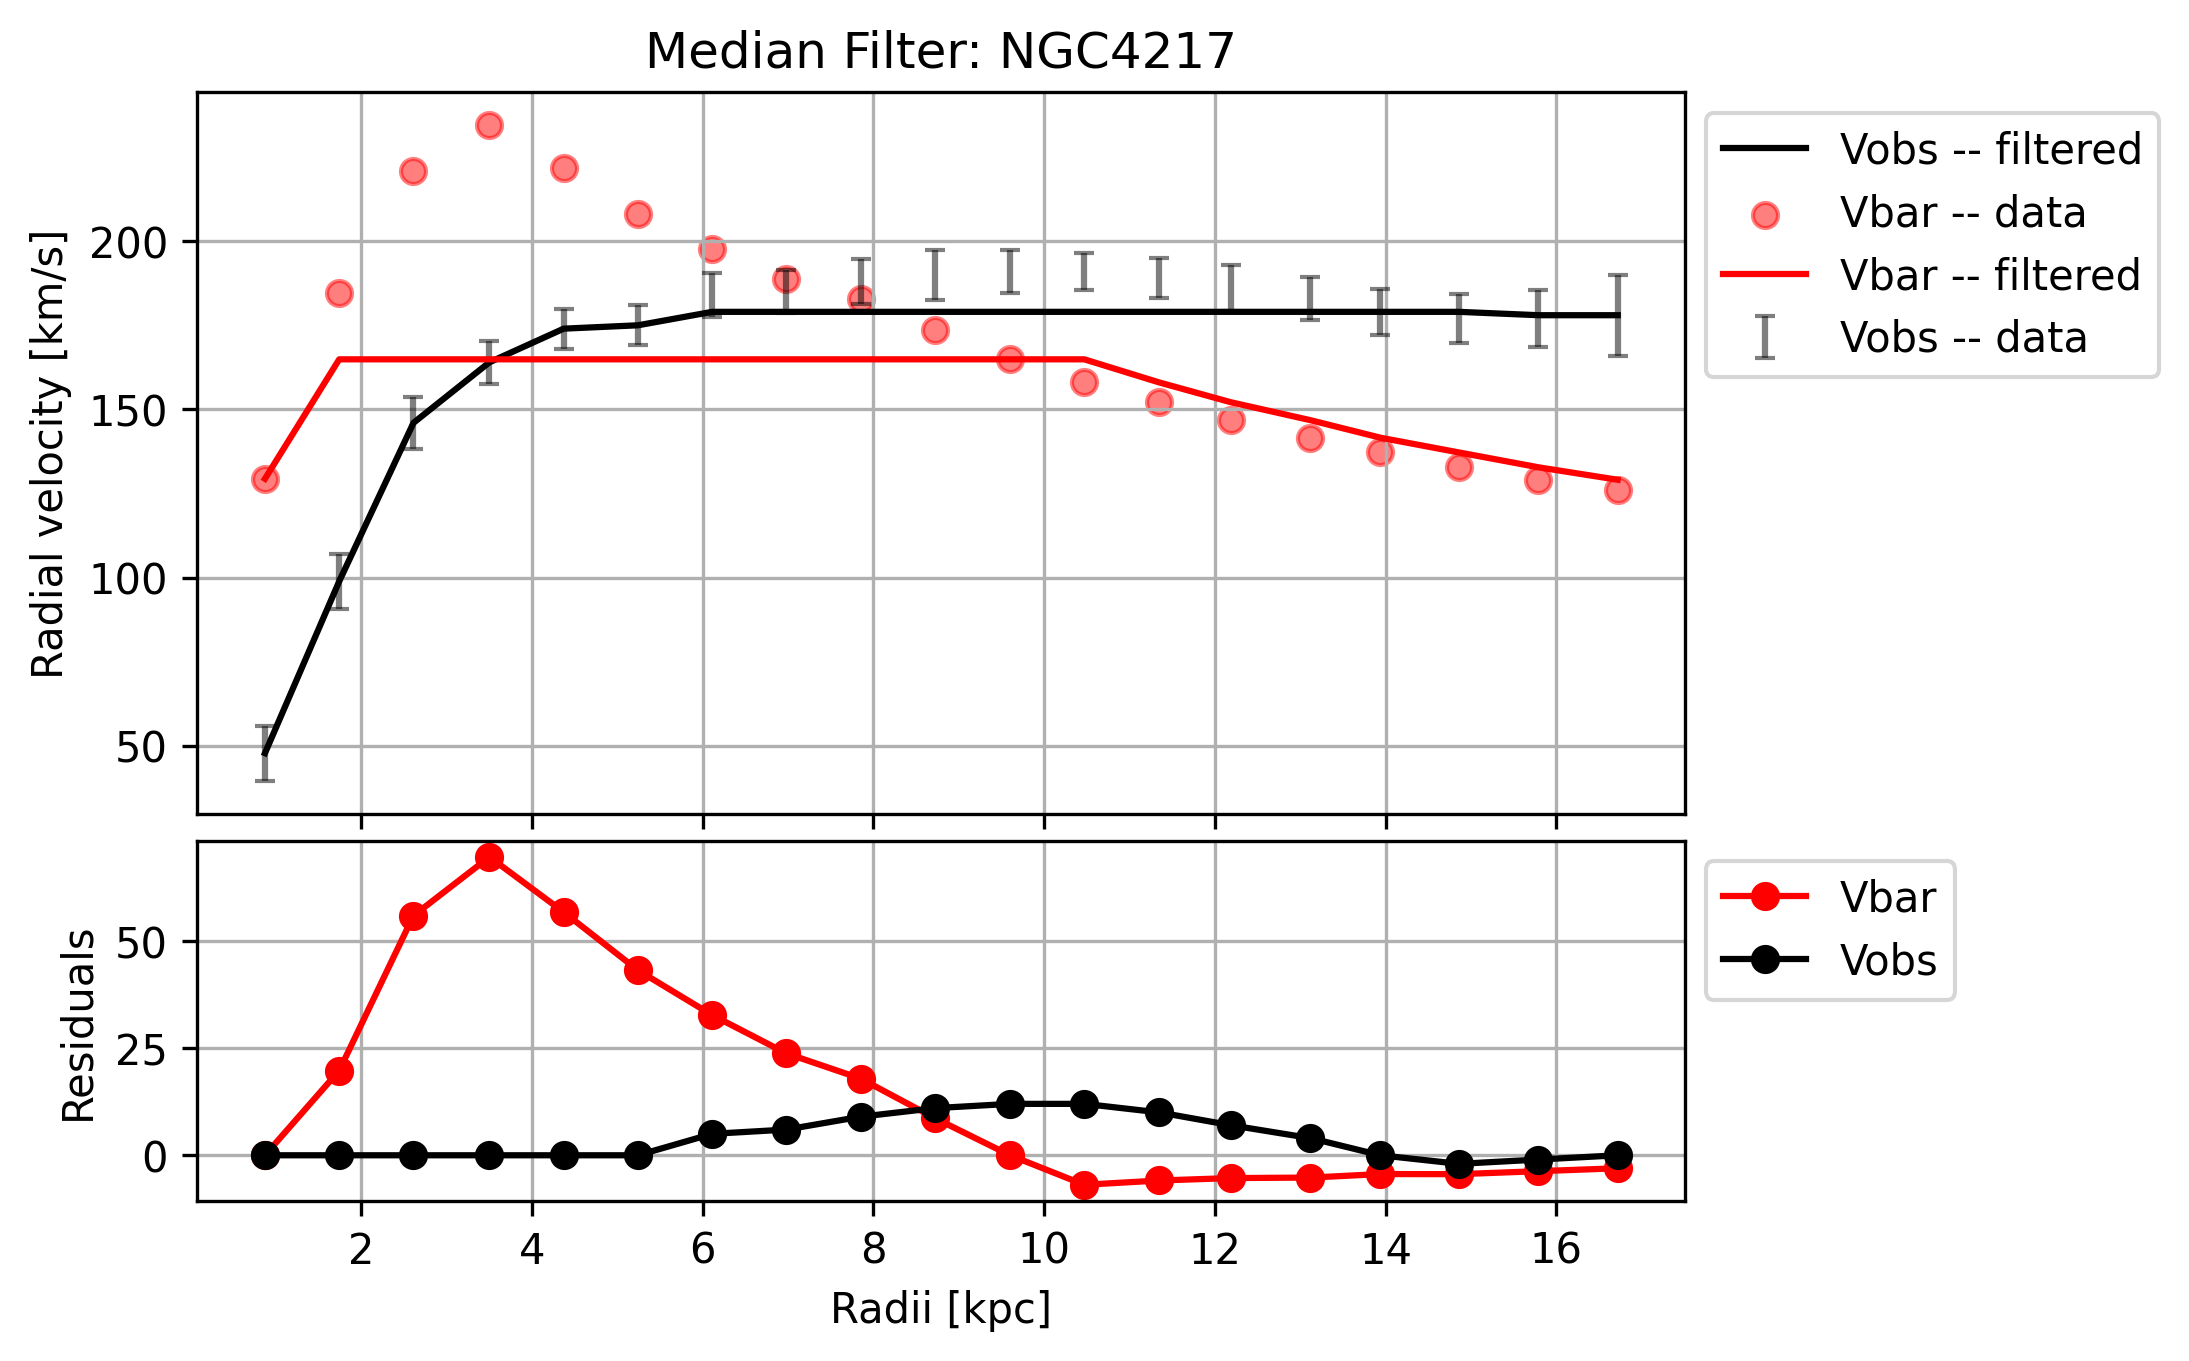 Median Filter: NGC4217
Radial velocity [km/s]
200
150
100
50
Vobs -- filtered
Vbar -- data
Vbar -- filtered
Vobs -- data
Residuals
50
25
0
Vbar
Vobs
2 4 6 8 10 12 14 16
Radii [kpc]